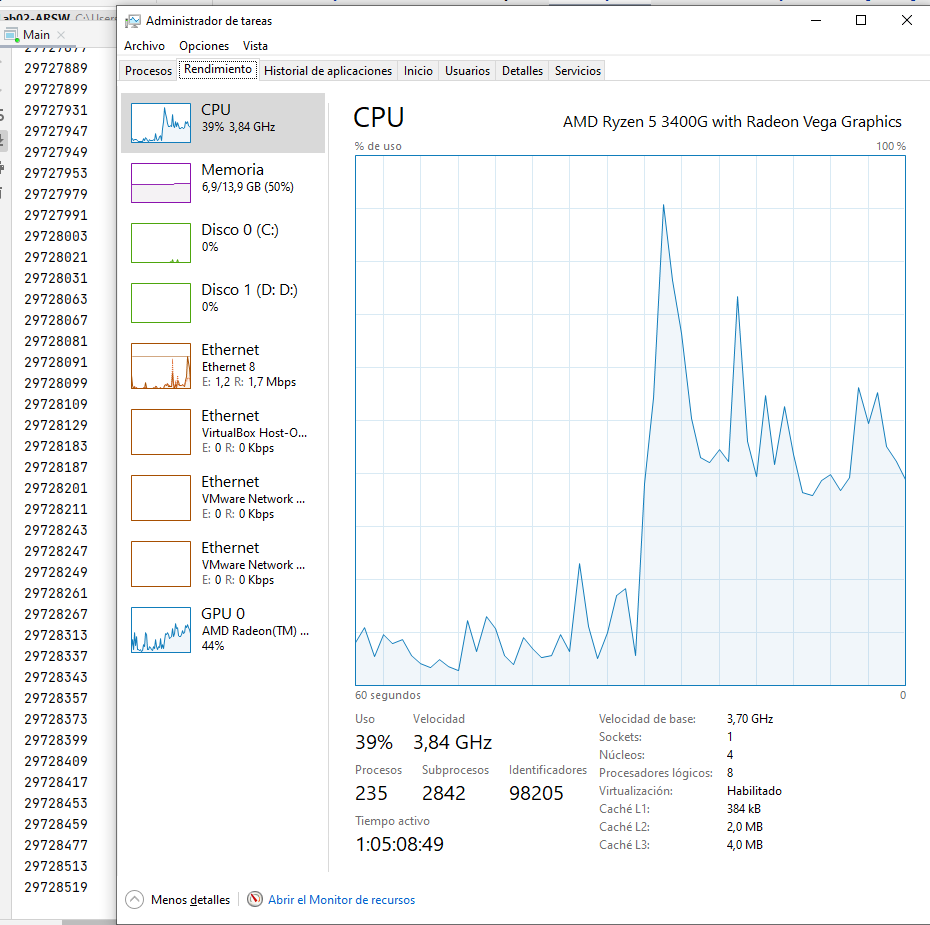 ab02-ARSW C:\Users
Main
29727877
29727889
29727899
29727931
29727947
29727949
29727953
29727979
29727991
29728003
29728021
29728031
29728063
29728067
29728081
29728091
29728099
29728109
29728129
29728183
29728187
29728201
29728211
29728243
29728247
29728249
29728261
29728267
29728313
29728337
29728343
29728357
29728373
29728399
29728409
29728417
29728453
29728459
29728477
29728513
29728519
Administrador de tareas
Archivo Opciones Vista
Procesos Rendimiento Historial de aplicaciones Inicio Usuarios Detalles Servicios
CPU
39% 3,84 GHz
Memoria
6,9/13,9 GB (50%)
Disco 0 (C:)
0%
Disco 1 (D: D:)
0%
Ethernet
Ethernet 8
E: 1,2 R: 1,7 Mbps
Ethernet
VirtualBox Host-O...
E: 0 R: 0 Kbps
Ethernet
VMware Network ...
E: 0 R: 0 Kbps
Ethernet
VMware Network ...
E: 0 R: 0 Kbps
GPU 0
AMD Radeon(TM) ...
44%
CPU AMD Ryzen 5 3400G with Radeon Vega Graphics
% de uso 100 %
60 segundos 0
Uso Velocidad
39% 3,84 GHz
Procesos Subprocesos Identificadores
235 2842 98205
Tiempo activo
1:05:08:49
Velocidad de base: 3,70 GHz
Sockets: 1
Núcleos: 4
Procesadores lógicos: 8
Virtualización: Habilitado
Caché L1: 384 kB
Caché L2: 2,0 MB
Caché L3: 4,0 MB
Menos detalles Abrir el Monitor de recursos